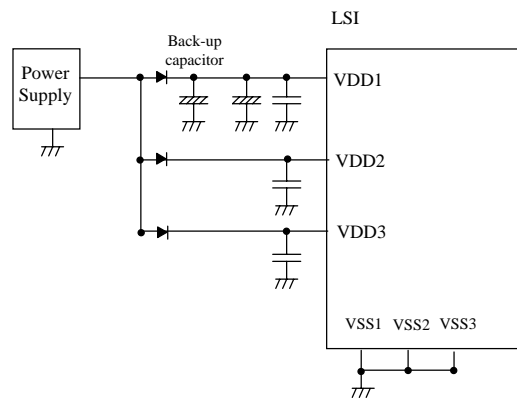 LSI
Back-up
capacitor
Power
Supply
VDD1
VDD2
VDD3
VSS1 VSS2 VSS3